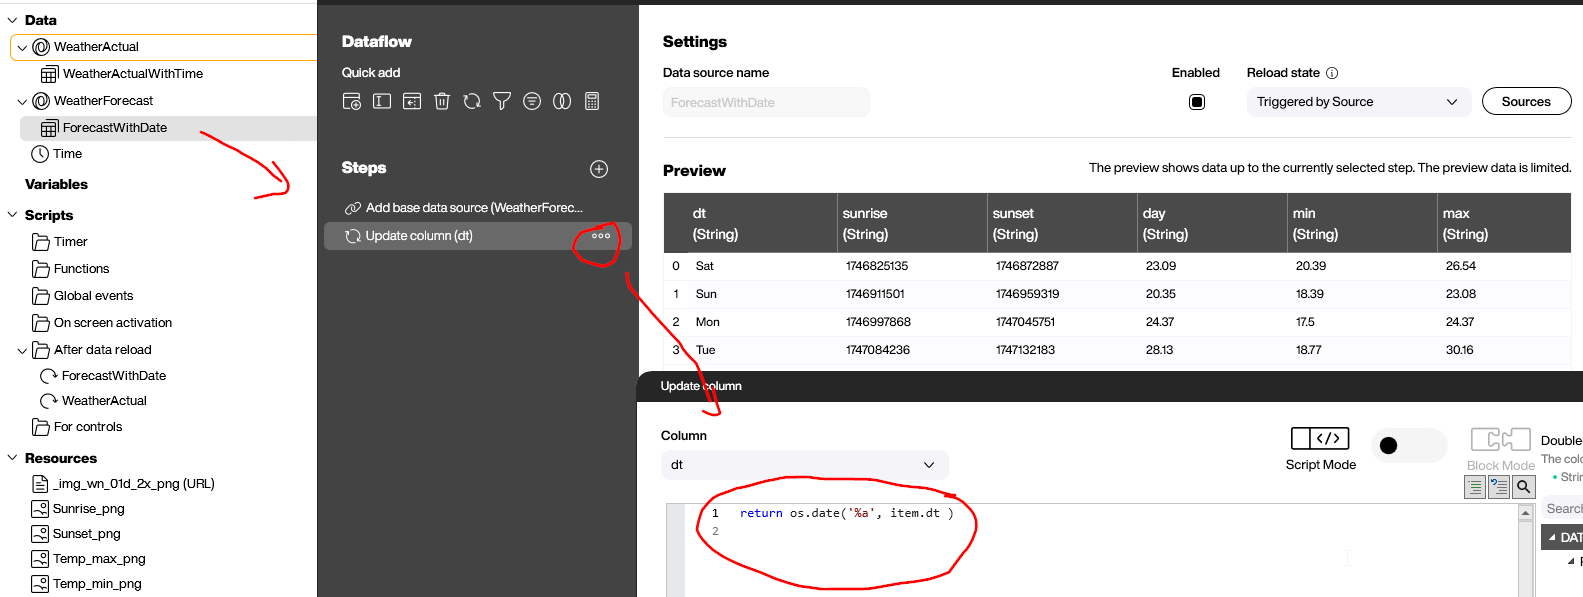 Data
WeatherActual
WeatherActualWithTime
WeatherForecast
ForecastWithDate
Time
Variables
Scripts
Timer
Functions
Global events
On screen activation
After data reload
ForecastWithDate
WeatherActual
For controls
Resources
_img_wn_01d_2x_png (URL)
Sunrise_png
Sunset_png
Temp_max_png
Temp_min_png
Dataflow
Quick add
Steps
Add base data source (WeatherForec...
Update column (dt)
Settings
Data source name
ForecastWithDate
Enabled
Reload state
Triggered by Source
Sources
Preview
The preview shows data up to the currently selected step. The preview data is limited.
dt sunrise sunset day min max
(String) (String) (String) (String) (String) (String)
0 Sat 1746825135 1746872887 23.09 20.39 26.54
1 Sun 1746911501 1746959319 20.35 18.39 23.08
2 Mon 1746997868 1747045751 24.37 17.5 24.37
3 Tue 1747084236 1747132183 28.13 18.77 30.16
Update column
Column
dt
Script Mode
Block Mode
Double
The colo
• Strin
Search
DAT
1 return os.date('%a', item.dt )
2